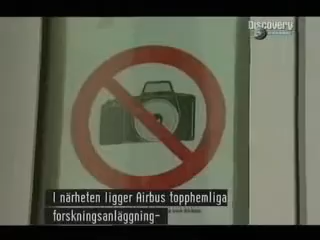 Discovery
I närheten ligger Airbus topphemliga
forskningsanläggning-